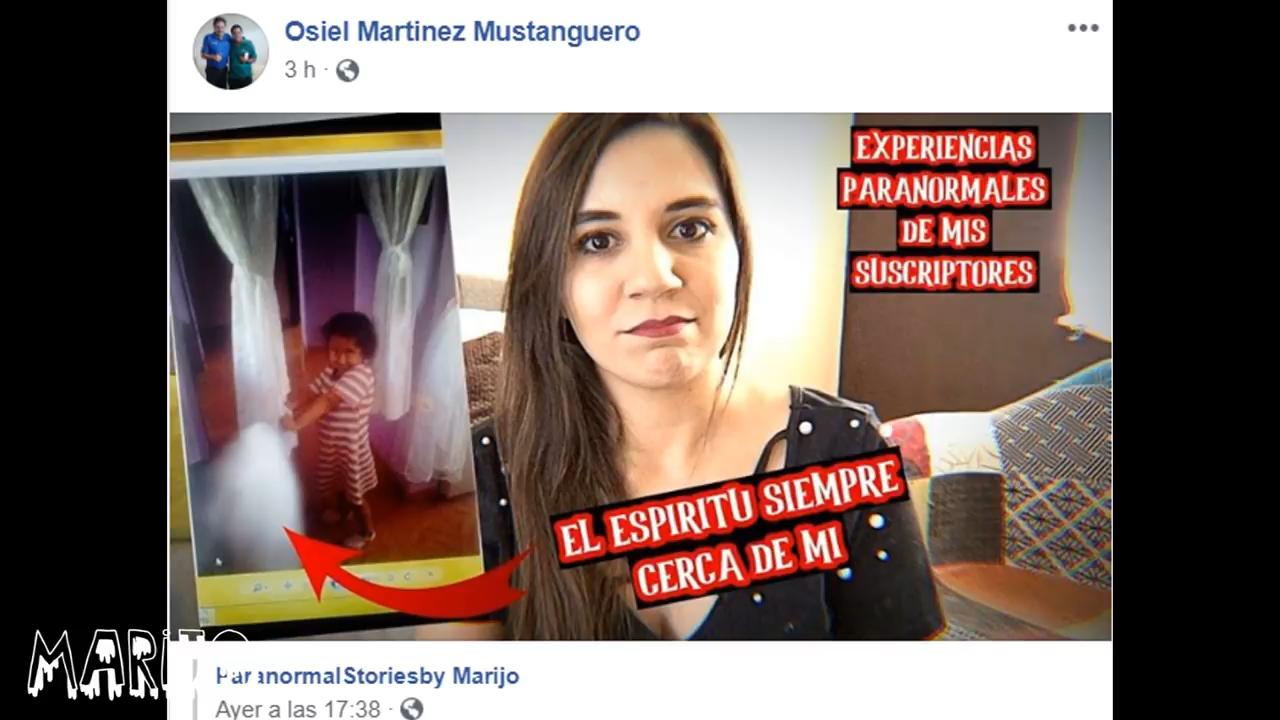 Osiel Martinez Mustanguero
3 h ·
EXPERIENCIAS
PARANORMALES
DE MIS
SUSCRIPTORES
EL ESPIRITU SIEMPRE
CERCA DE MI
ParanormalStoriesby Marijo
Ayer a las 17:38 ·